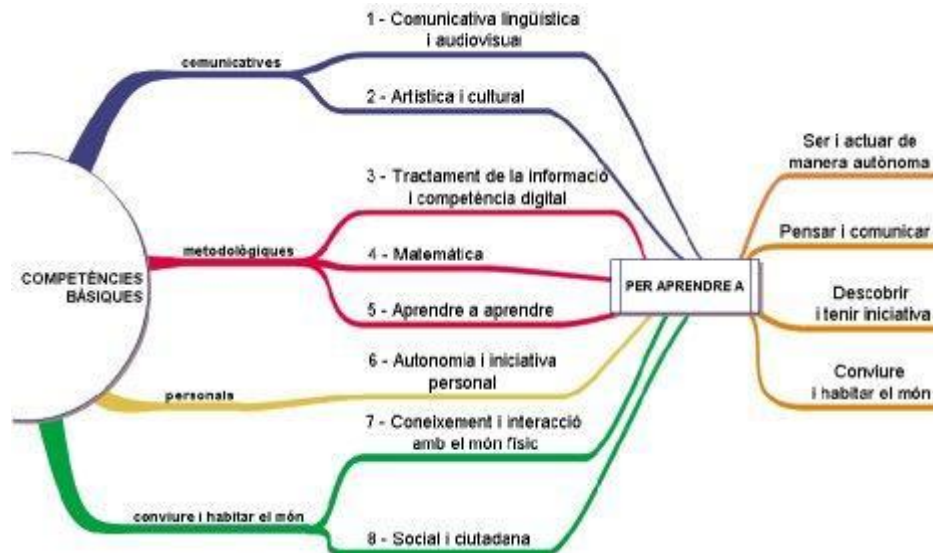 COMPETÈNCIES
BÀSIQUES
comunicatives
1 - Comunicativa lingüística
i audiovisual
2 - Artística i cultural
metodològiques
3 - Tractament de la informació
i competència digital
4 - Matemàtica
5 - Aprendre a aprendre
personals
6 - Autonomia i iniciativa
personal
conviure i habitar el món
7 - Coneixement i interacció
amb el món físic
8 - Social i ciutadana
PER APRENDRE A
Ser i actuar de
manera autònoma
Pensar i comunicar
Descobrir
i tenir iniciativa
Conviure
i habitar el món